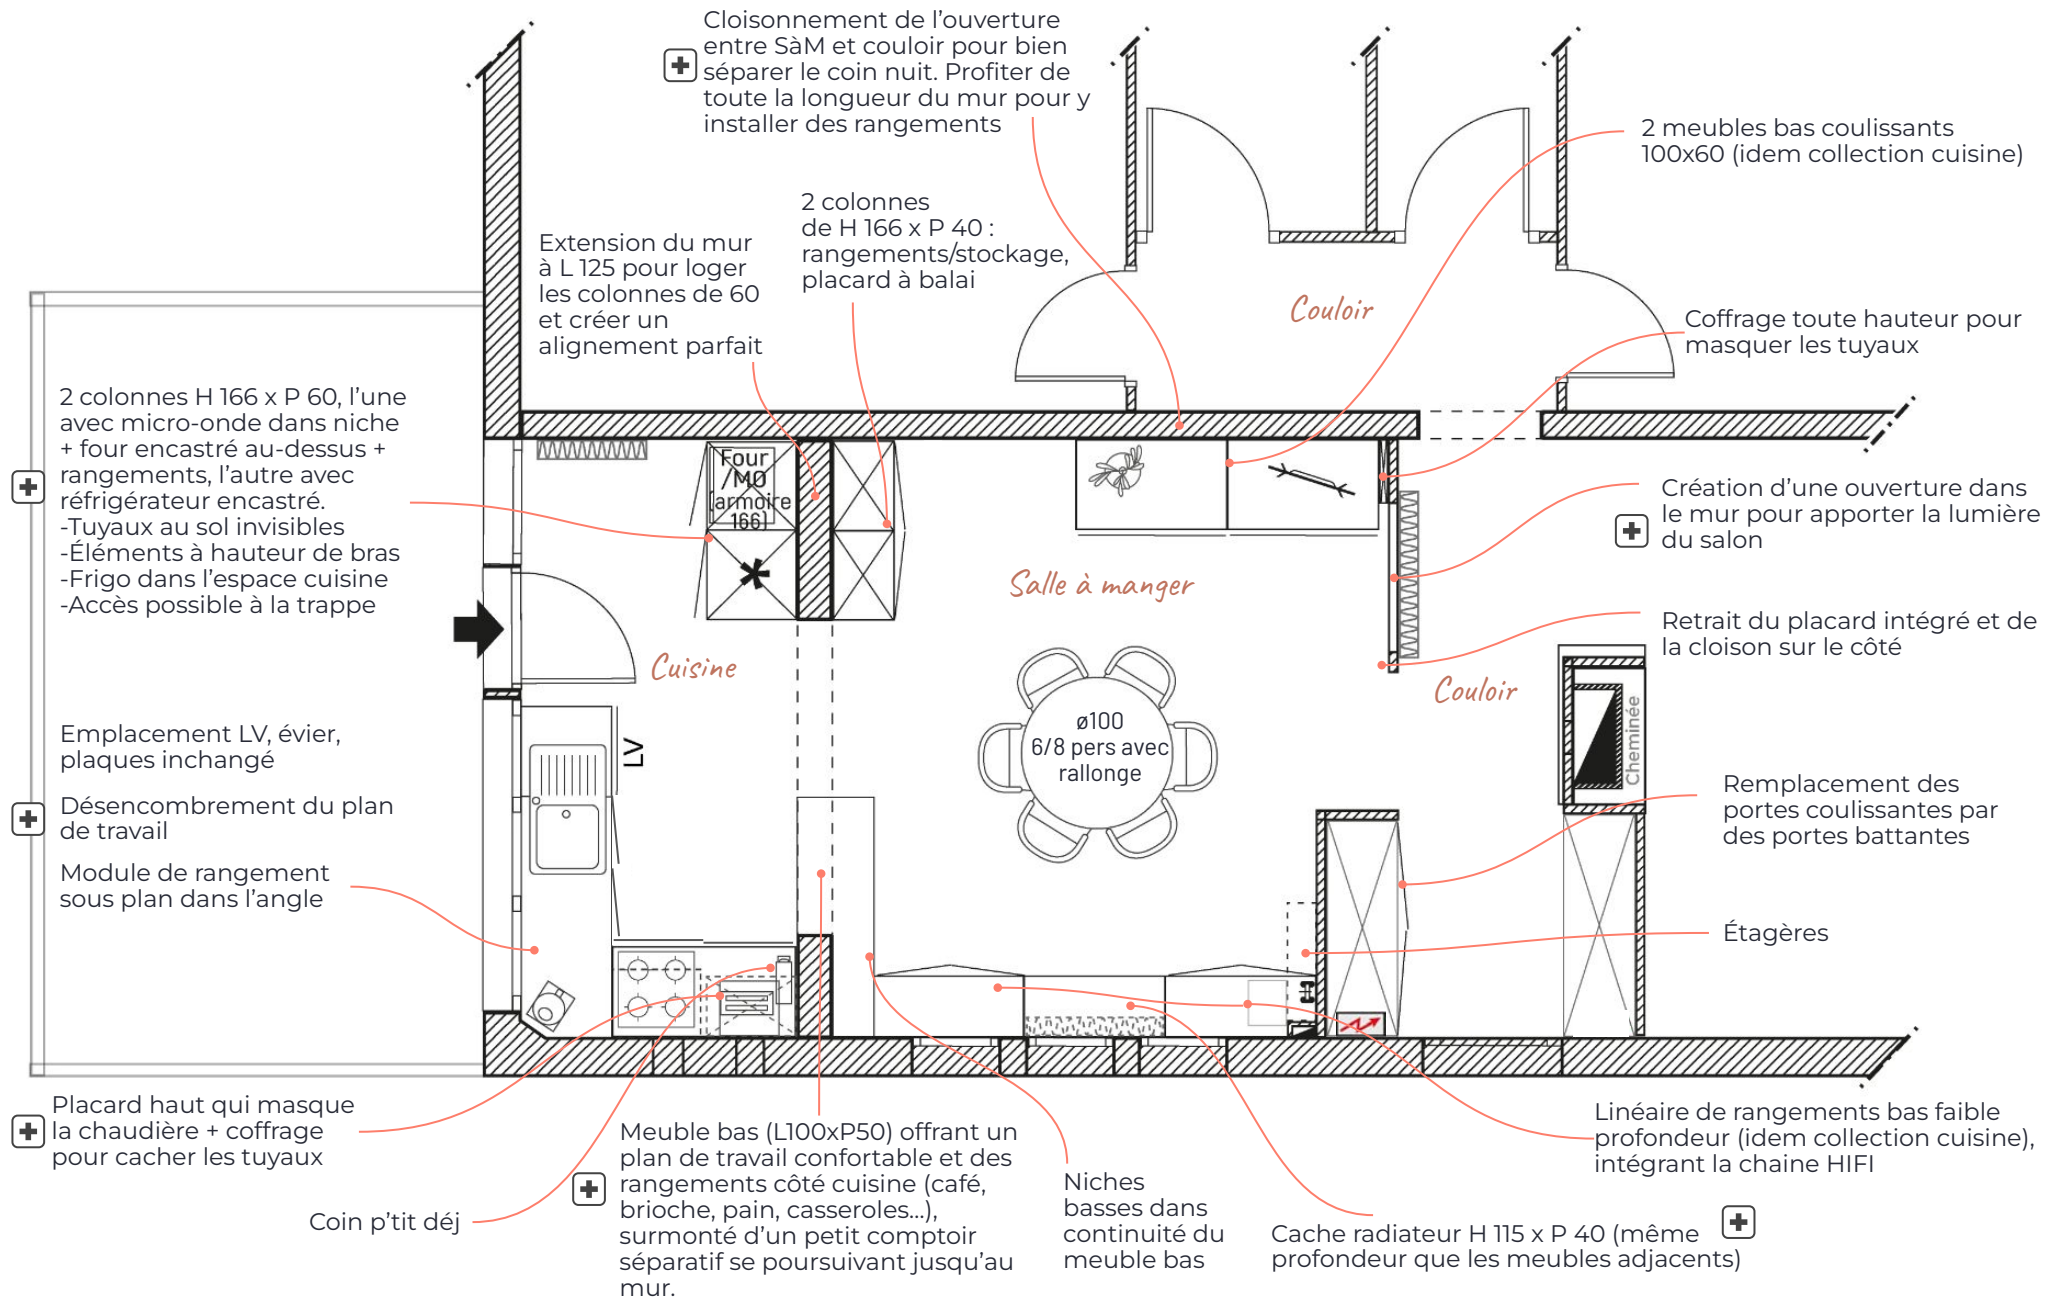 Cloisonnement de l'ouverture
entre SàM et couloir pour bien
séparer le coin nuit. Profiter de
toute la longueur du mur pour y
installer des rangements
2 meubles bas coulissants
100x60 (idem collection cuisine)
2 colonnes
de H 166 x P 40 :
rangements/stockage,
placard à balai
Extension du mur
à L 125 pour loger
les colonnes de 60
et créer un
alignement parfait
Couloir
Coffrage toute hauteur pour
masquer les tuyaux
2 colonnes H 166 x P 60, l'une
avec micro-onde dans niche
+ four encastré au-dessus +
rangements, l'autre avec
réfrigérateur encastré.
-Tuyaux au sol invisibles
-Éléments à hauteur de bras
-Frigo dans l'espace cuisine
-Accès possible à la trappe
Four
/MO
(armoire
166)
Création d'une ouverture dans
le mur pour apporter la lumière
du salon
Salle à manger
Retrait du placard intégré et de
la cloison sur le côté
Cuisine
Couloir
ø100
6/8 pers avec
rallonge
Cheminée
LV
Emplacement LV, évier,
plaques inchangé
Désencombrement du plan
de travail
Module de rangement
sous plan dans l'angle
Remplacement des
portes coulissantes par
des portes battantes
Étagères
Placard haut qui masque
la chaudière + coffrage
pour cacher les tuyaux
Coin p'tit déj
Meuble bas (L100xP50) offrant un
plan de travail confortable et des
rangements côté cuisine (café,
brioche, pain, casseroles...),
surmonté d'un petit comptoir
séparatif se poursuivant jusqu'au
mur.
Niches
basses dans
continuité du
meuble bas
Cache radiateur H 115 x P 40 (même
profondeur que les meubles adjacents)
Linéaire de rangements bas faible
profondeur (idem collection cuisine),
intégrant la chaine HIFI